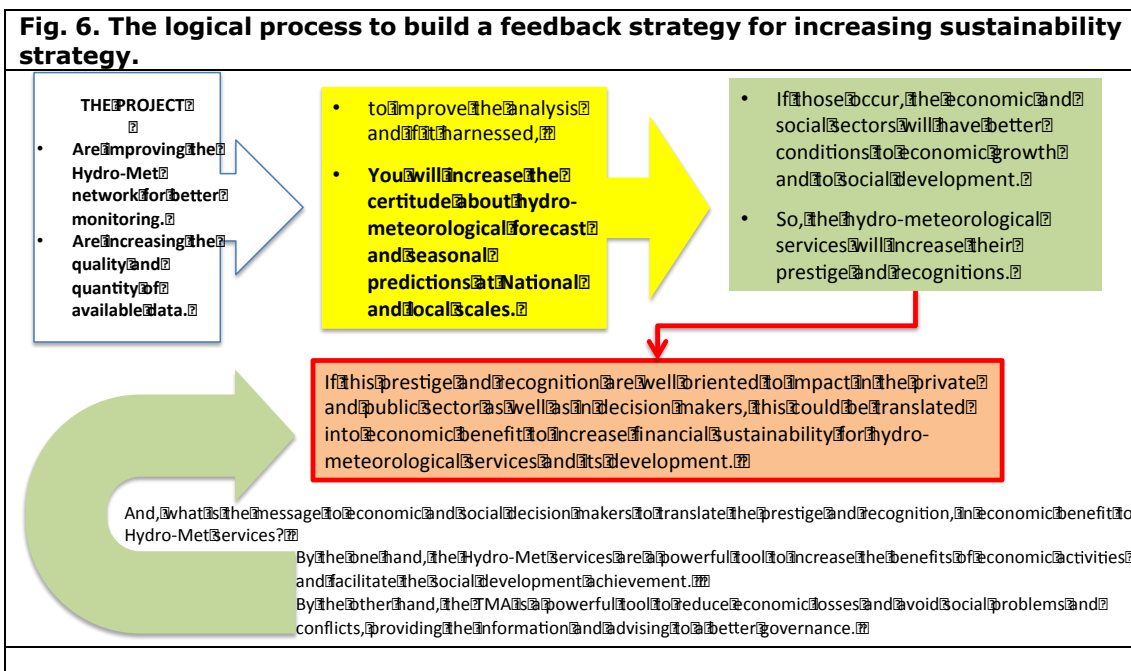 Fig. 6. The logical process to build a feedback strategy for increasing sustainability
strategy.
THE PROJECT
• Are improving the
Hydro-Met
network for better
monitoring.
• Are increasing the
quality and
quantity of
available data.
• to improve the analysis
and if it harnessed,
• You will increase the
certitude about hydro-
meteorological forecast
and seasonal
predictions at National
and local scales.
• If those occur, the economic and
social sectors will have better
conditions to economic growth
and to social development.
• So, the hydro-meteorological
services will increase their
prestige and recognitions.
If this prestige and recognition are well oriented to impact in the private
and public sector as well as in decision makers, this could be translated
into economic benefit to increase financial sustainability for hydro-
meteorological services and its development.
And, what is the message to economic and social decision makers to translate the prestige and recognition, in economic benefit to
Hydro-Met services?
By the one hand, the Hydro-Met services are a powerful tool to increase the benefits of economic activities
and facilitate the social development achievement.
By the other hand, the TMA is a powerful tool to reduce economic losses and avoid social problems and
conflicts, providing the information and advising to a better governance.